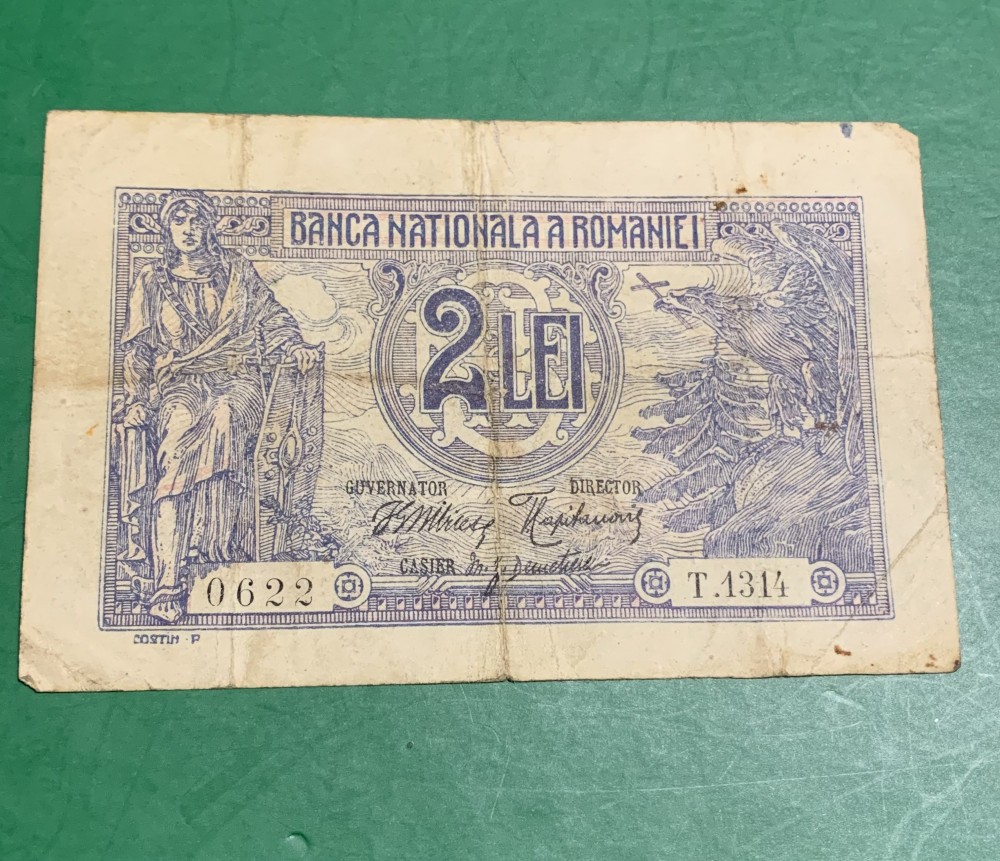 BANCA NATIONALA A ROMANIEI
2 LEI
GUVERNATOR DIRECTOR
CASIER
0622 T.1314
COSTIN · P